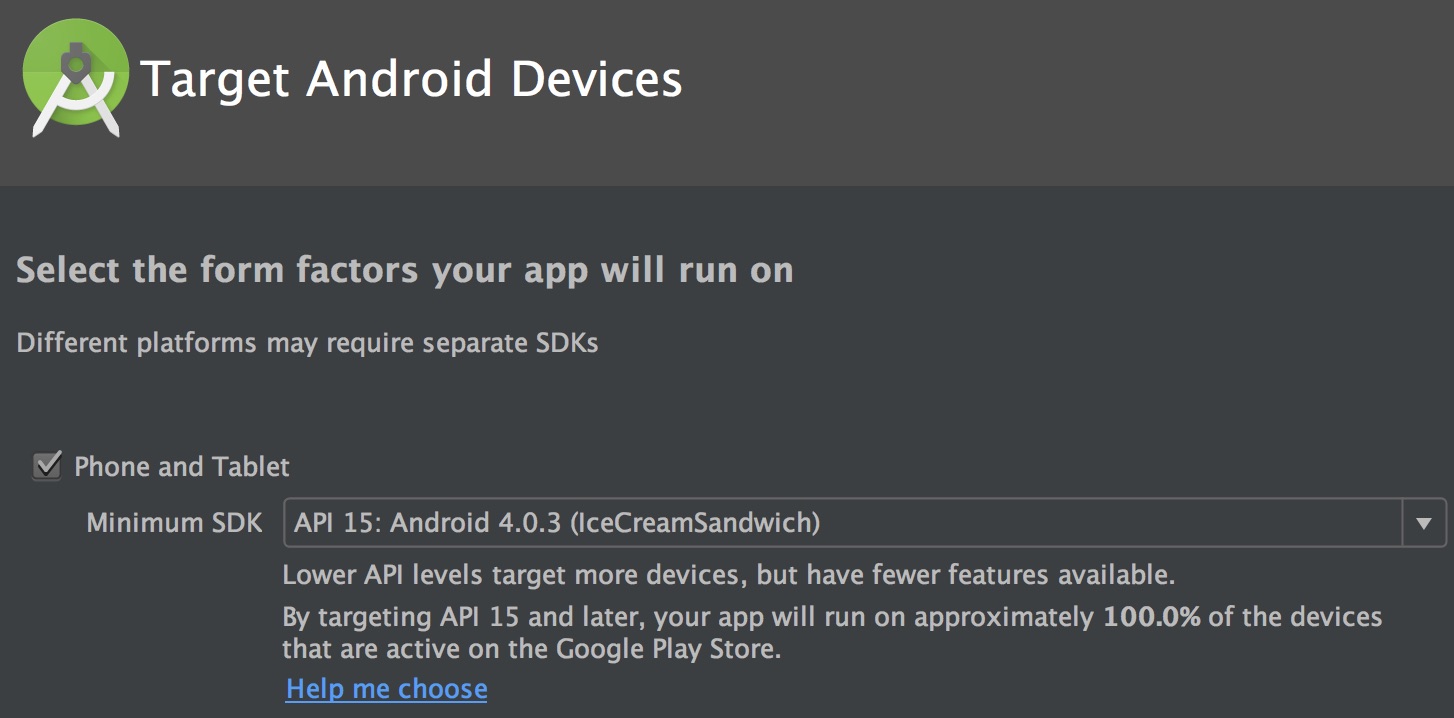 Target Android Devices
Select the form factors your app will run on
Different platforms may require separate SDKs
Phone and Tablet
Minimum SDK API 15: Android 4.0.3 (IceCreamSandwich)
Lower API levels target more devices, but have fewer features available.
By targeting API 15 and later, your app will run on approximately 100.0% of the devices
that are active on the Google Play Store.
Help me choose